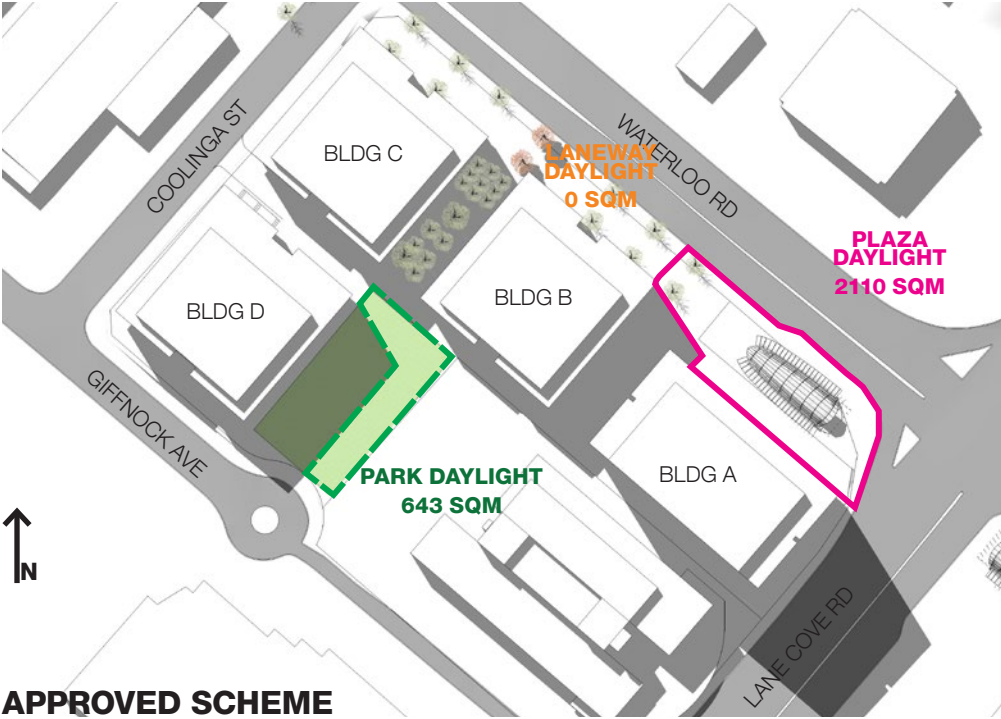 COOLINGA ST
BLDG C
WATERLOO RD
LANEWAY
DAYLIGHT
0 SQM
PLAZA
DAYLIGHT
2110 SQM
BLDG D
BLDG B
GIFFNOCK AVE
PARK DAYLIGHT
643 SQM
BLDG A
N
LANE COVE RD
APPROVED SCHEME